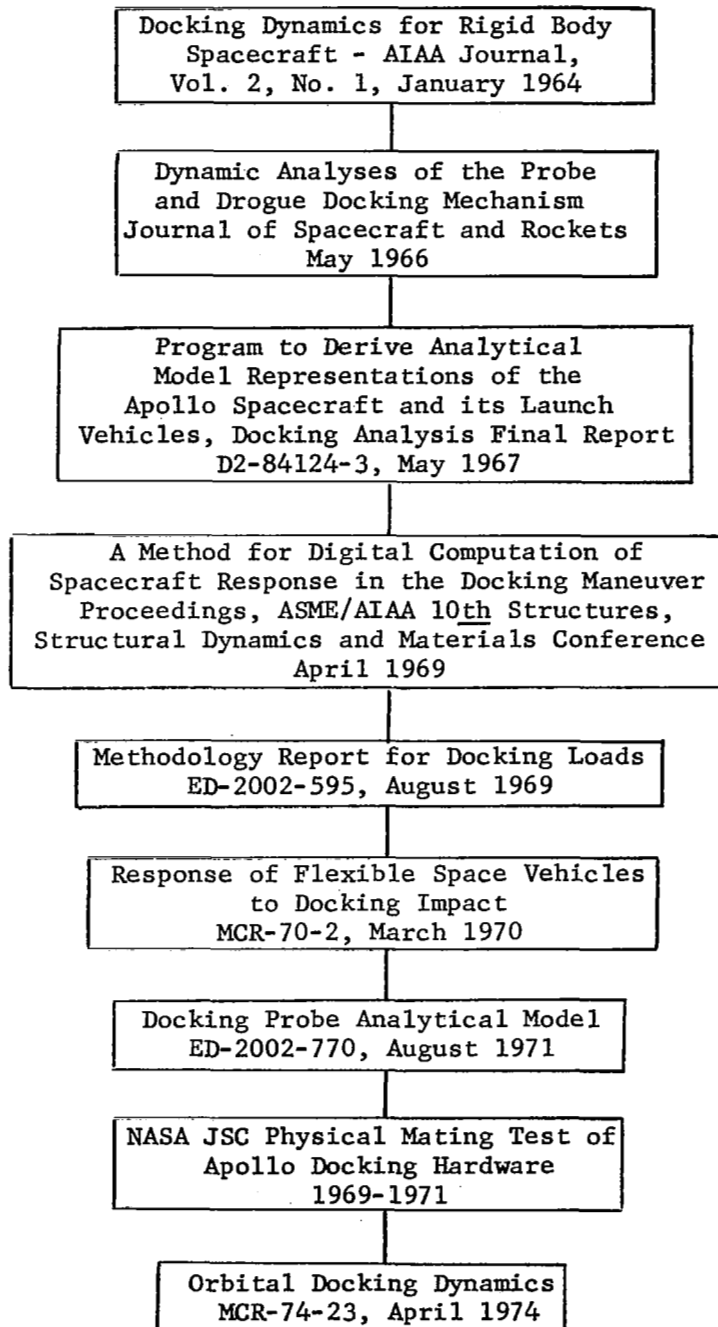 Docking Dynamics for Rigid Body
Spacecraft - AIAA Journal,
Vol. 2, No. 1, January 1964
Dynamic Analyses of the Probe
and Drogue Docking Mechanism
Journal of Spacecraft and Rockets
May 1966
Program to Derive Analytical
Model Representations of the
Apollo Spacecraft and its Launch
Vehicles, Docking Analysis Final Report
D2-84124-3, May 1967
A Method for Digital Computation of
Spacecraft Response in the Docking Maneuver
Proceedings, ASME/AIAA 10th Structures,
Structural Dynamics and Materials Conference
April 1969
Methodology Report for Docking Loads
ED-2002-595, August 1969
Response of Flexible Space Vehicles
to Docking Impact
MCR-70-2, March 1970
Docking Probe Analytical Model
ED-2002-770, August 1971
NASA JSC Physical Mating Test of
Apollo Docking Hardware
1969-1971
Orbital Docking Dynamics
MCR-74-23, April 1974